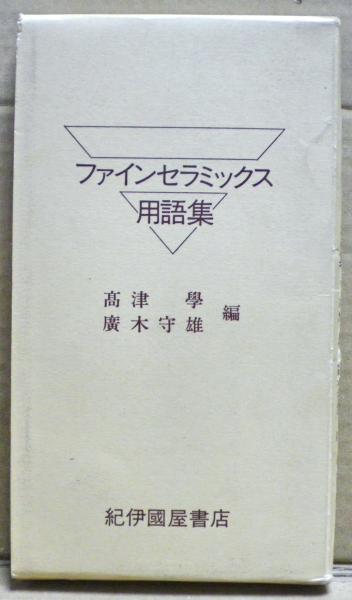 ファインセラミックス
用語集
髙津 學
廣木守雄 編
紀伊國屋書店